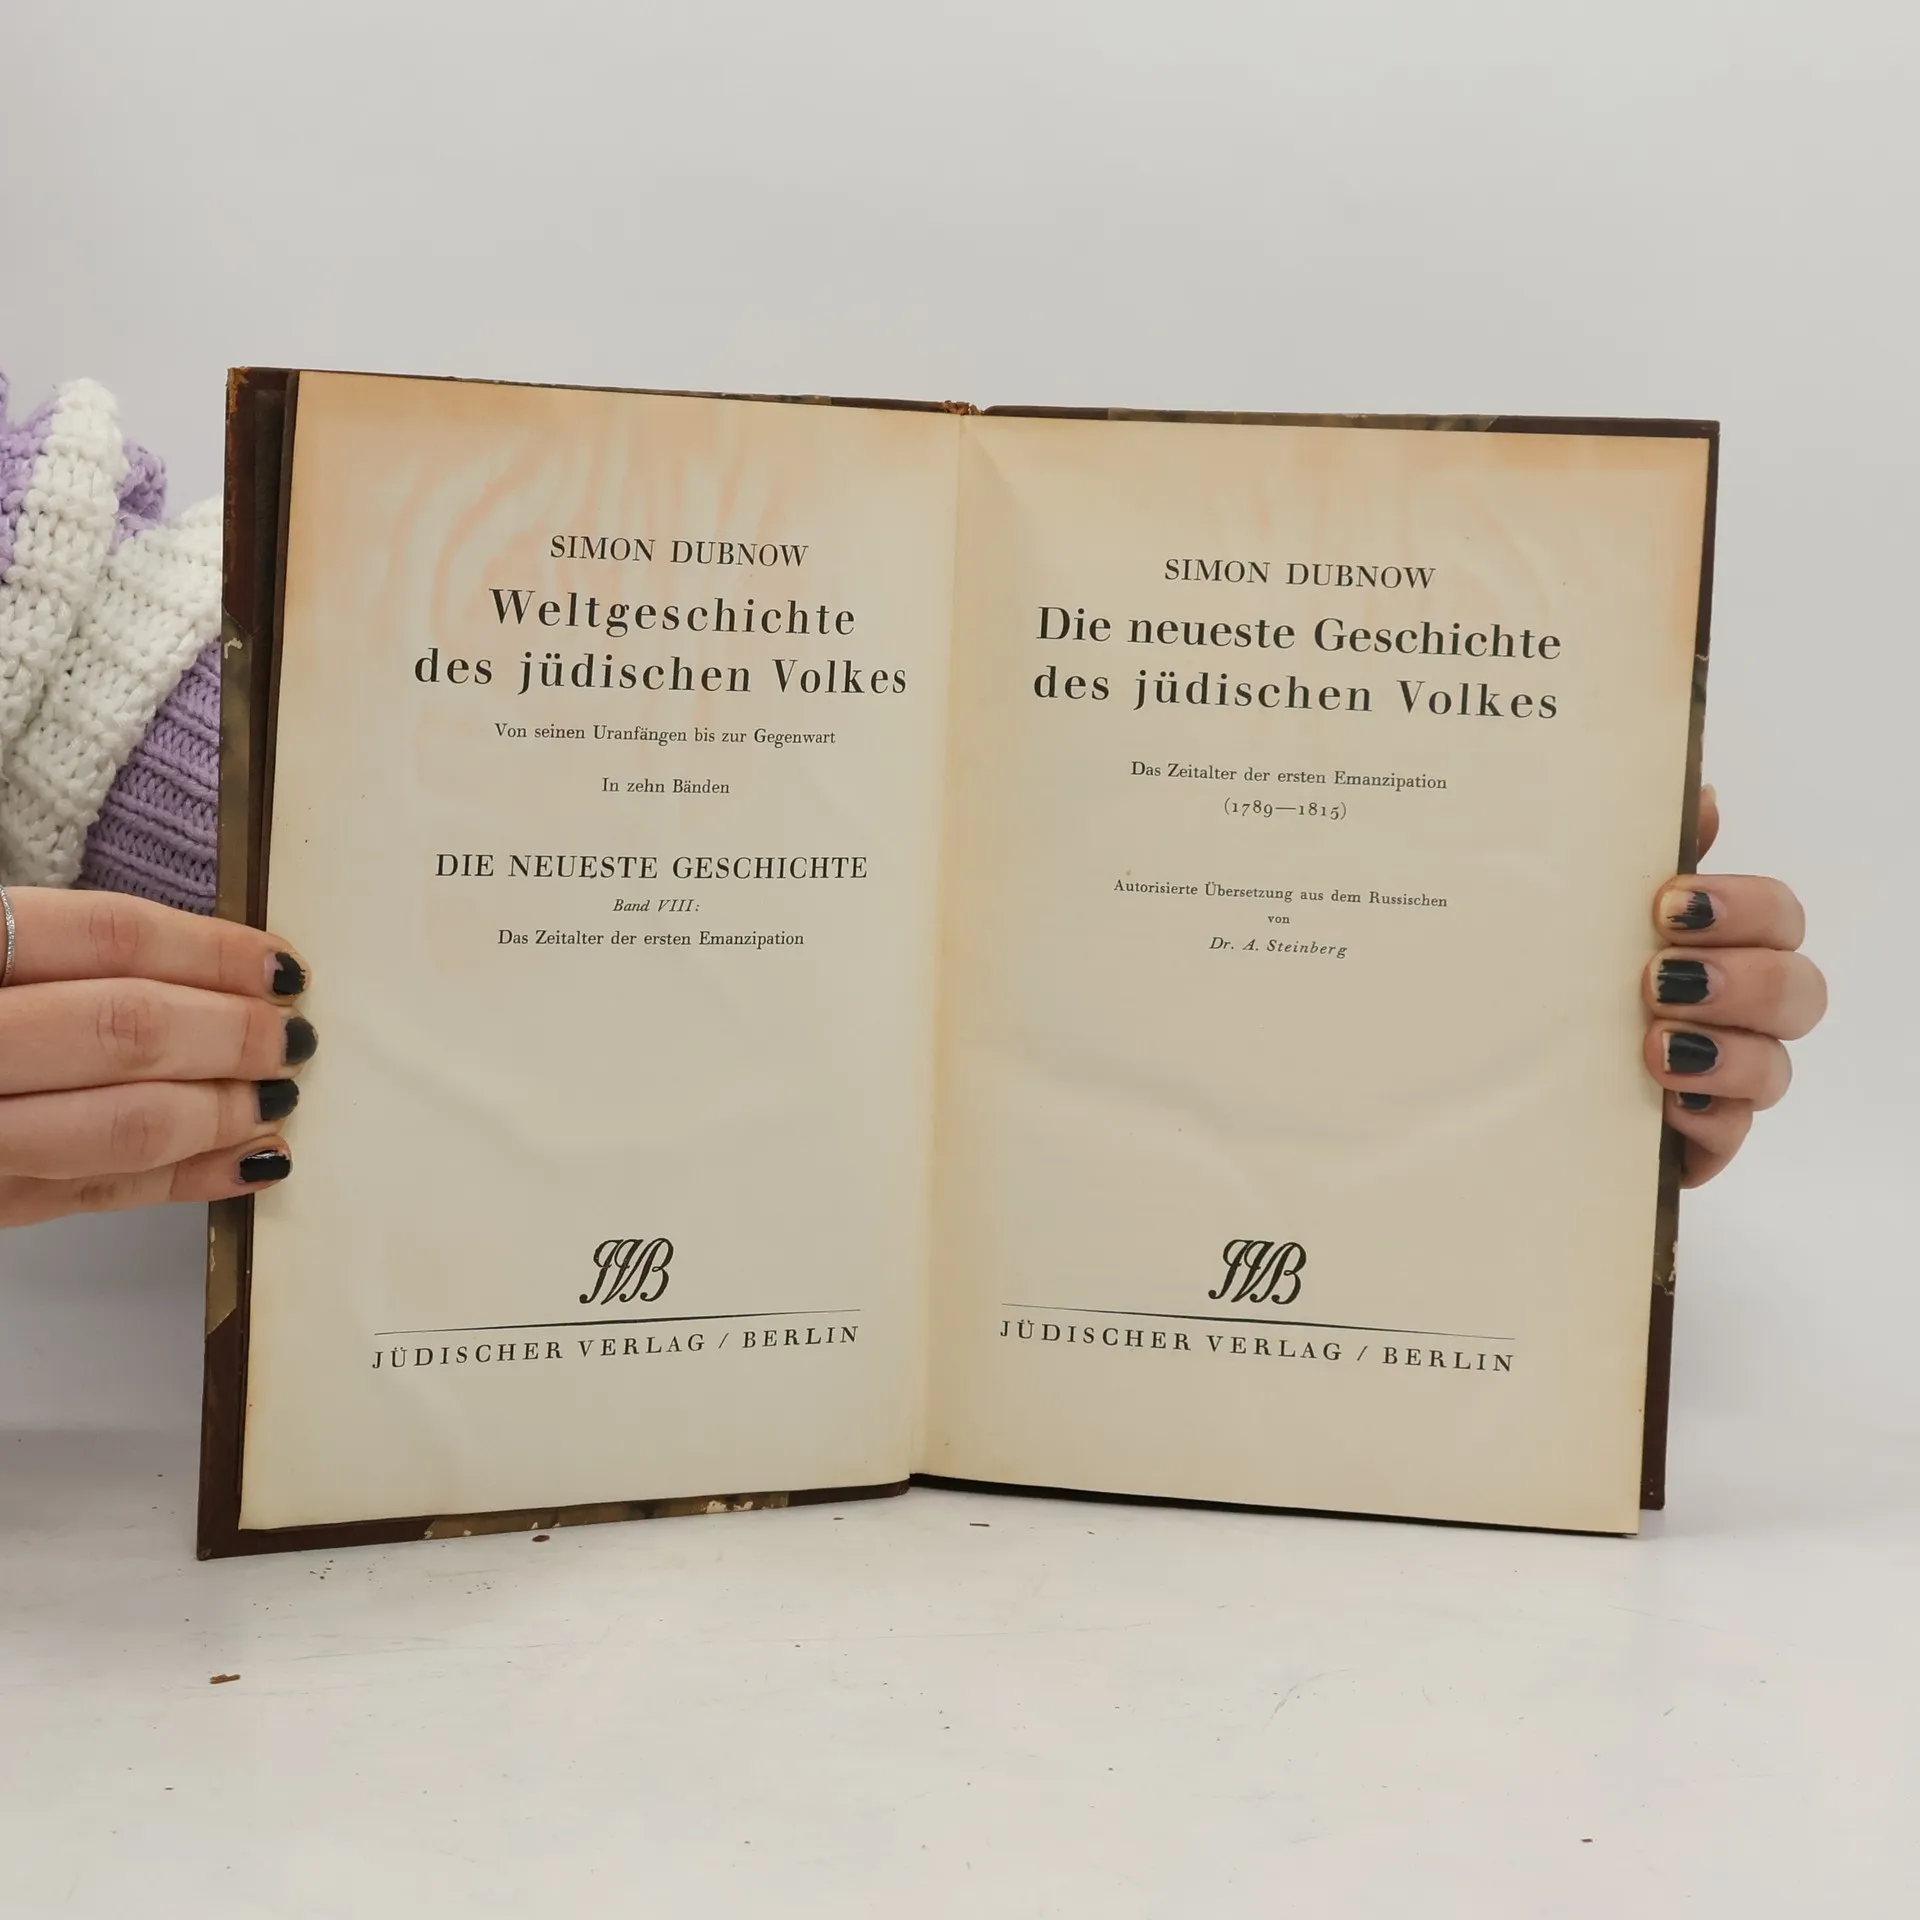 SIMON DUBNOW
Weltgeschichte
des jüdischen Volkes
Von seinen Uranfängen bis zur Gegenwart
In zehn Bänden
DIE NEUESTE GESCHICHTE
Band VIII:
Das Zeitalter der ersten Emanzipation
JVB
JÜDISCHER VERLAG / BERLIN
SIMON DUBNOW
Die neueste Geschichte
des jüdischen Volkes
Das Zeitalter der ersten Emanzipation
(1789—1815)
Autorisierte Übersetzung aus dem Russischen
von
Dr. A. Steinberg
JVB
JÜDISCHER VERLAG / BERLIN